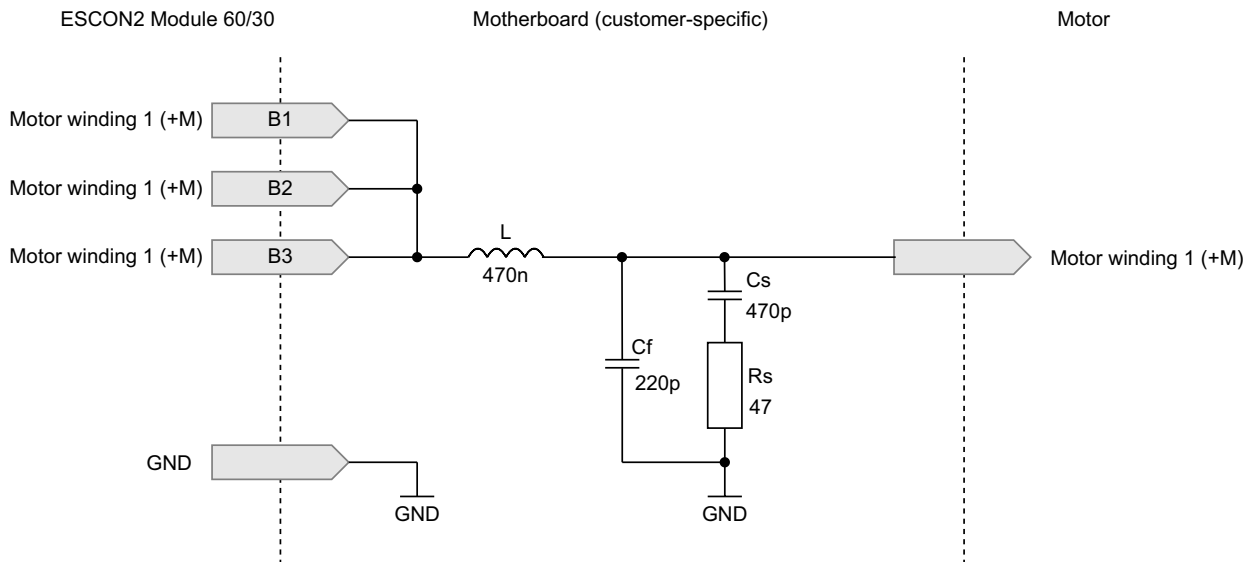 ESCON2 Module 60/30
Motherboard (customer-specific)
Motor
Motor winding 1 (+M)
B1
Motor winding 1 (+M)
B2
Motor winding 1 (+M)
B3
L
470n
Motor winding 1 (+M)
Cs
470p
Cf
220p
Rs
47
GND
GND
GND